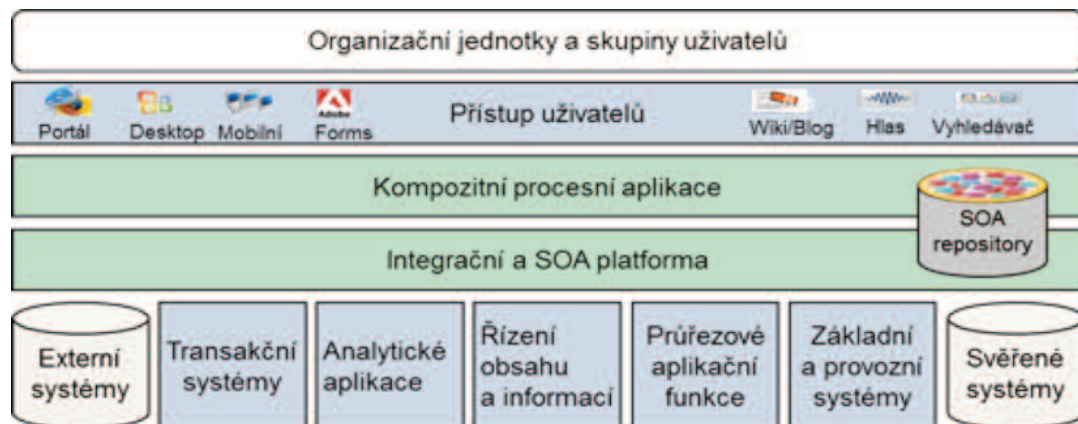 Organizační jednotky a skupiny uživatelů
Přístup uživatelů
Portál
Desktop
Mobilní
Adobe
Forms
Wiki/Blog
Hlas
Vyhledávač
Kompozitní procesní aplikace
SOA
repository
Integrační a SOA platforma
Externí
systémy
Transakční
systémy
Analytické
aplikace
Řízení
obsahu
a informací
Průřezové
aplikační
funkce
Základní
a provozní
systémy
Svěřené
systémy